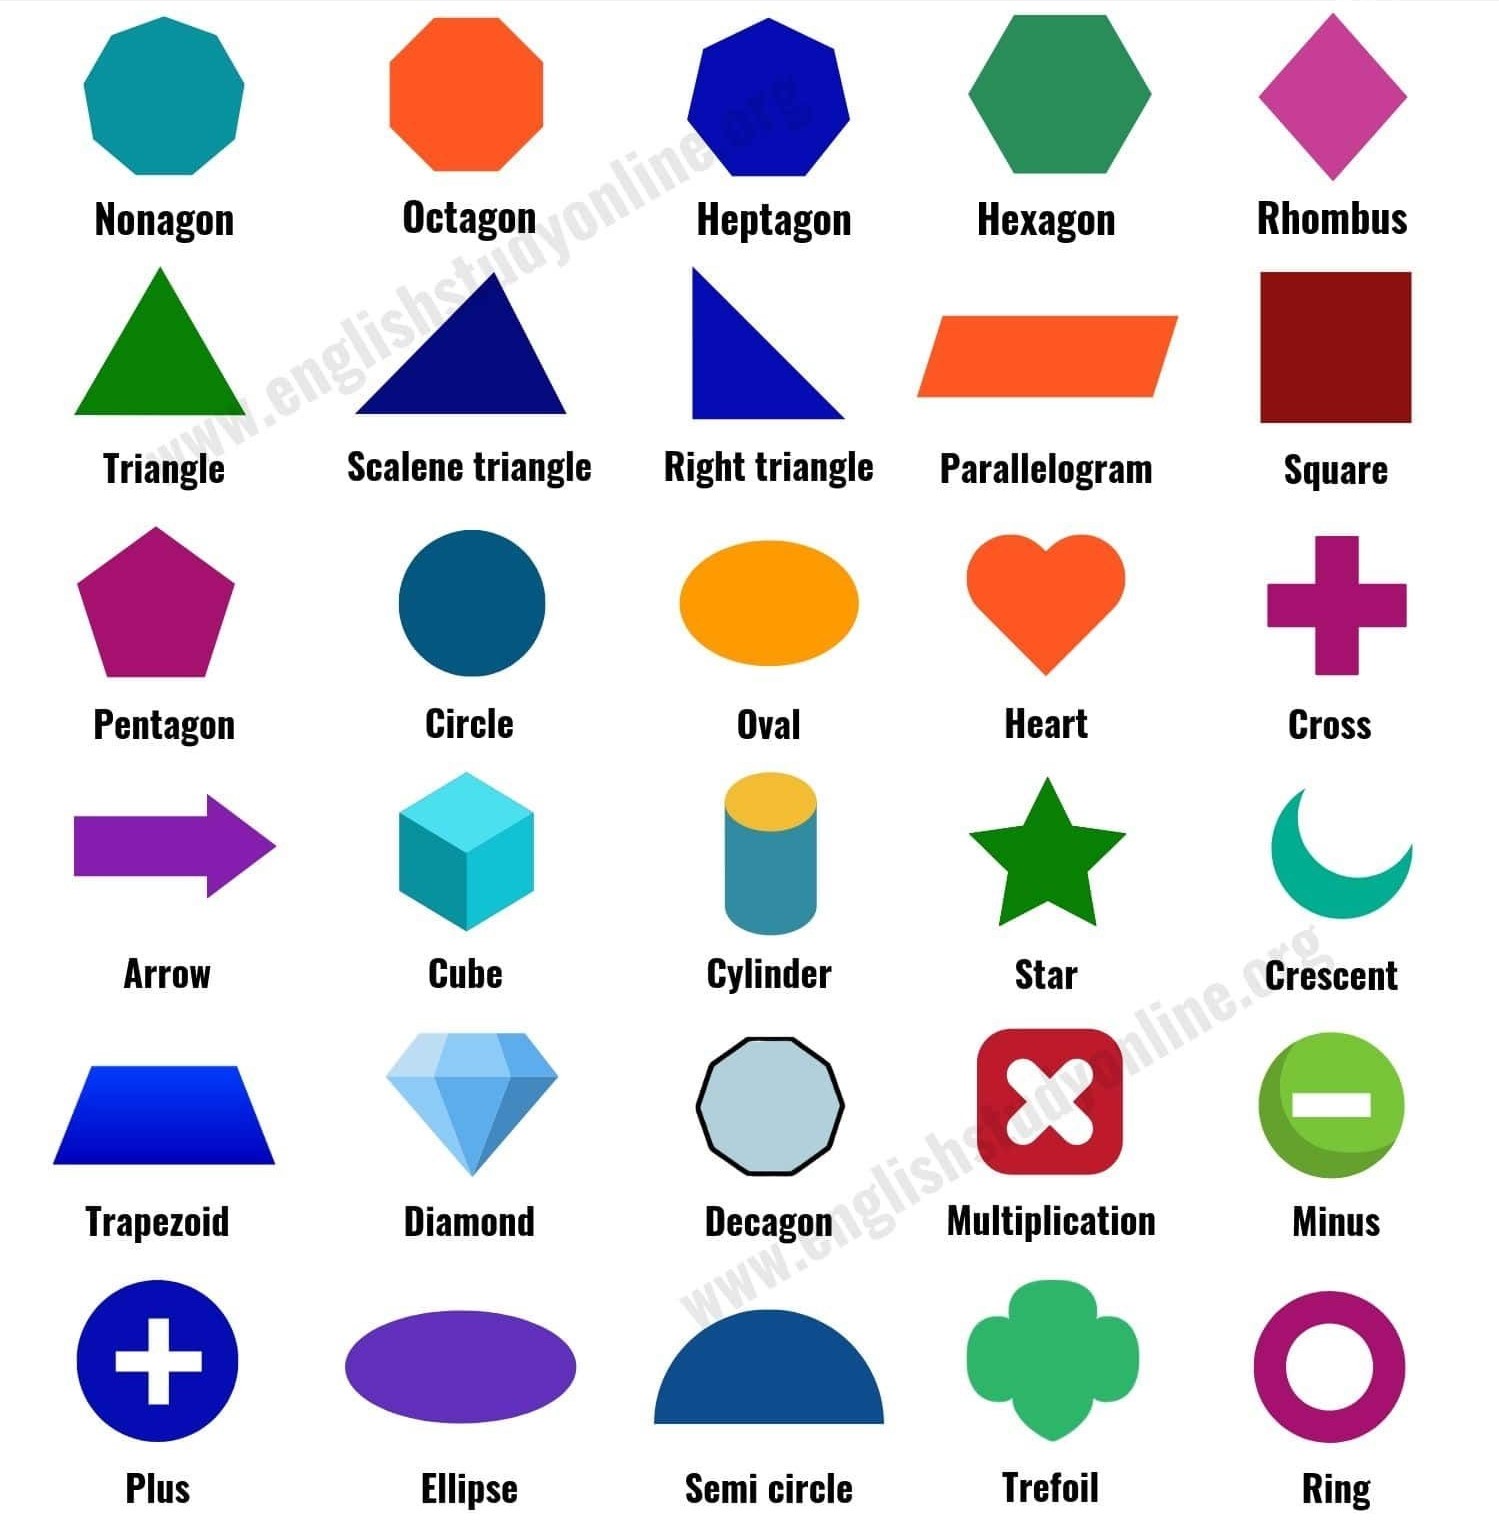 Nonagon Octagon Heptagon Hexagon Rhombus
Triangle Scalene triangle Right triangle Parallelogram Square
Pentagon Circle Oval Heart Cross
Arrow Cube Cylinder Star Crescent
Trapezoid Diamond Decagon Multiplication Minus
Plus Ellipse Semi circle Trefoil Ring
www.englishstudyonline.org
www.englishstudyonline.org